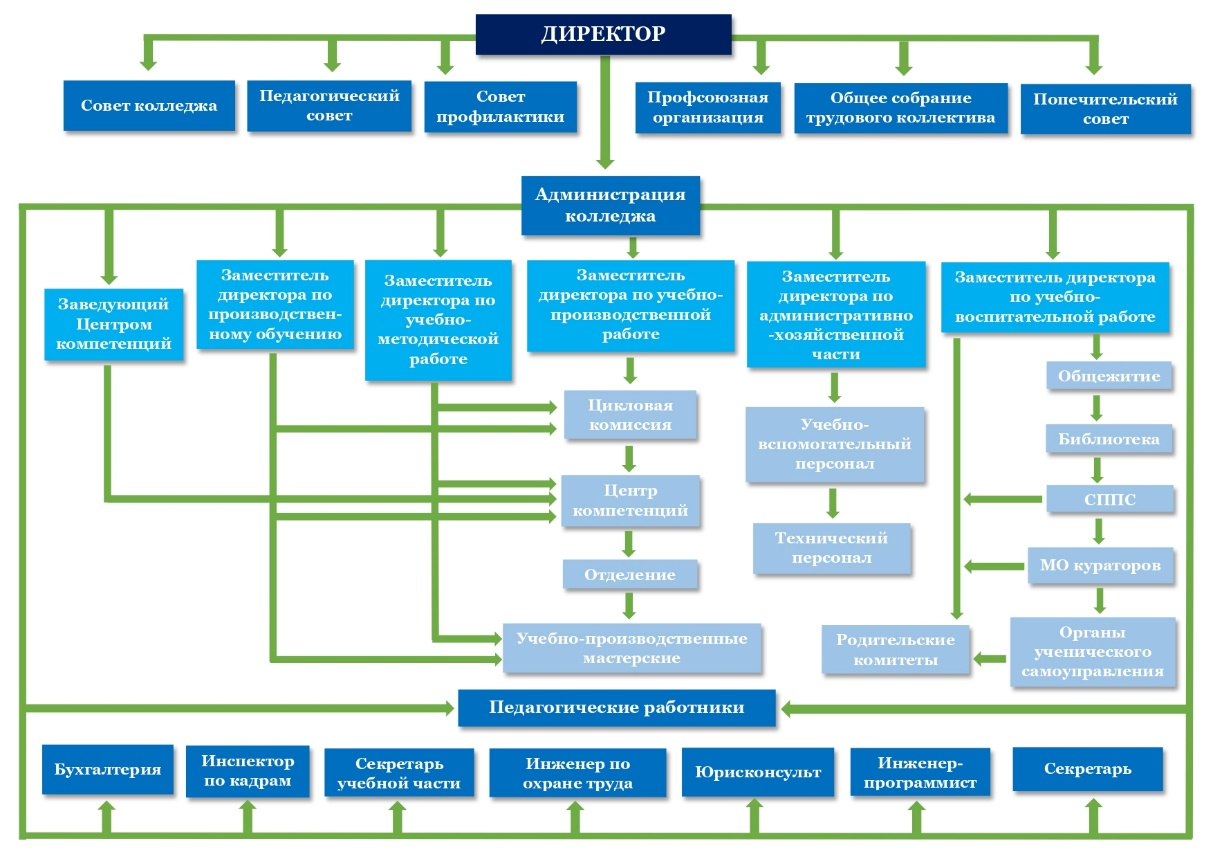 ДИРЕКТОР
Совет колледжа
Педагогический
совет
Совет
профилактики
Профсоюзная
организация
Общее собрание
трудового коллектива
Попечительский
совет
Администрация
колледжа
Заведующий
Центром
компетенций
Заместитель
директора по
производствен-
ному обучению
Заместитель
директора по
учебно-
методической
работе
Заместитель
директора по учебно-
производственной
работе
Заместитель
директора по
административно
-хозяйственной
части
Заместитель директора
по учебно-
воспитательной работе
Цикловая
комиссия
Центр
компетенций
Отделение
Учебно-производственные
мастерские
Учебно-
вспомогательный
персонал
Технический
персонал
Общежитие
Библиотека
СППС
МО кураторов
Органы
ученического
самоуправления
Родительские
комитеты
Педагогические работники
Бухгалтерия
Инспектор
по кадрам
Секретарь
учебной части
Инженер по
охране труда
Юрисконсульт
Инженер-
программист
Секретарь